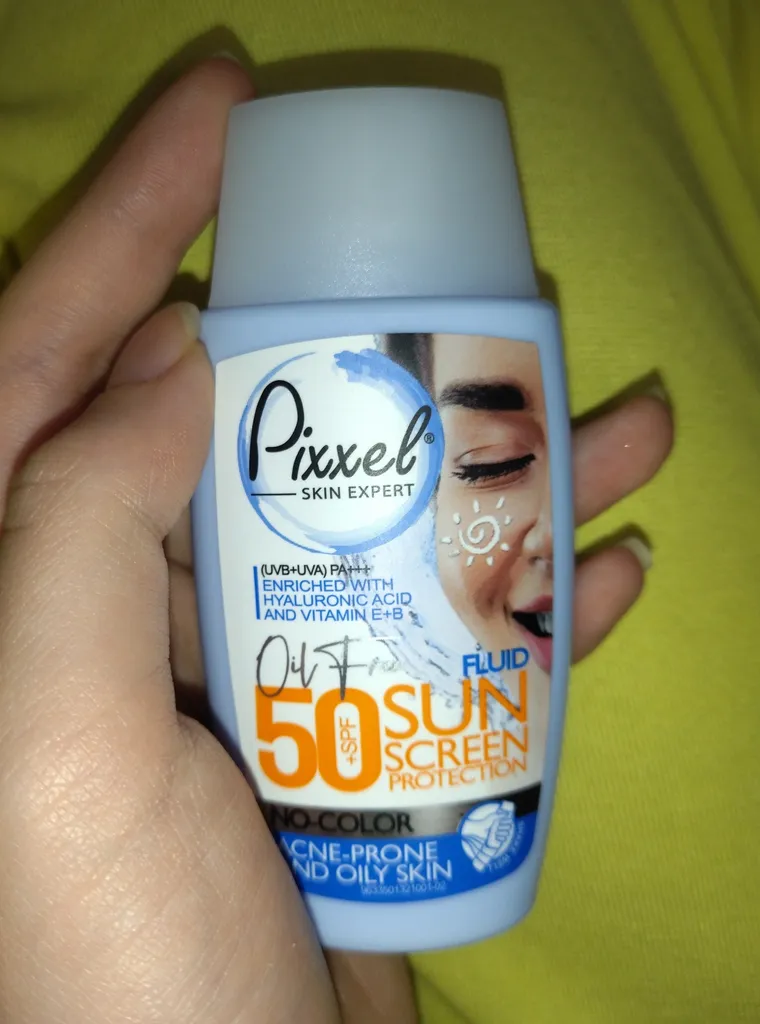 Pixxel®
SKIN EXPERT
(UVB+UVA) PA+++
ENRICHED WITH
HYALURONIC ACID
AND VITAMIN E+B
Oil Free
FLUID
50 +SPF
SUN
SCREEN
PROTECTION
NO-COLOR
ACNE-PRONE
AND OILY SKIN